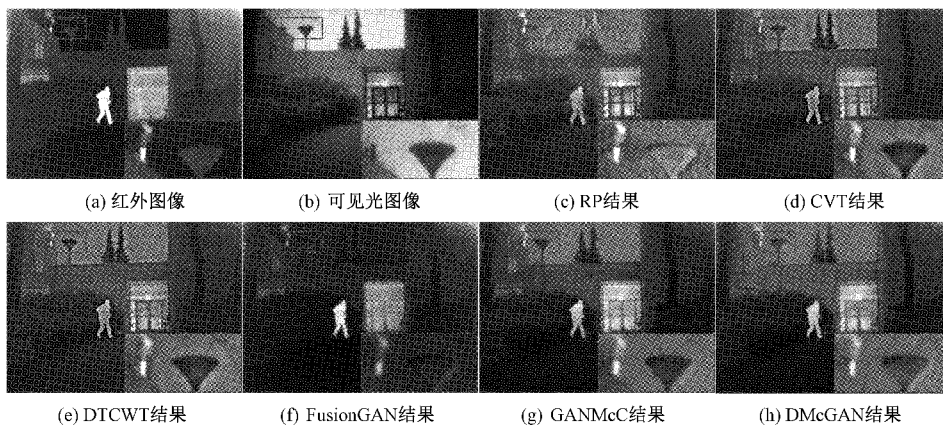 (a) 红外图像
(b) 可见光图像
(c) RP结果
(d) CVT结果
(e) DTCWT结果
(f) FusionGAN结果
(g) GANMcC结果
(h) DMcGAN结果